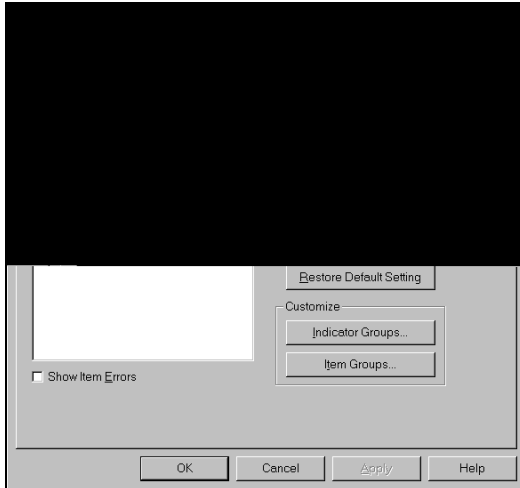 Restore Default Setting
Customize
Indicator Groups...
Item Groups...
Show Item Errors
OK
Cancel
Apply
Help